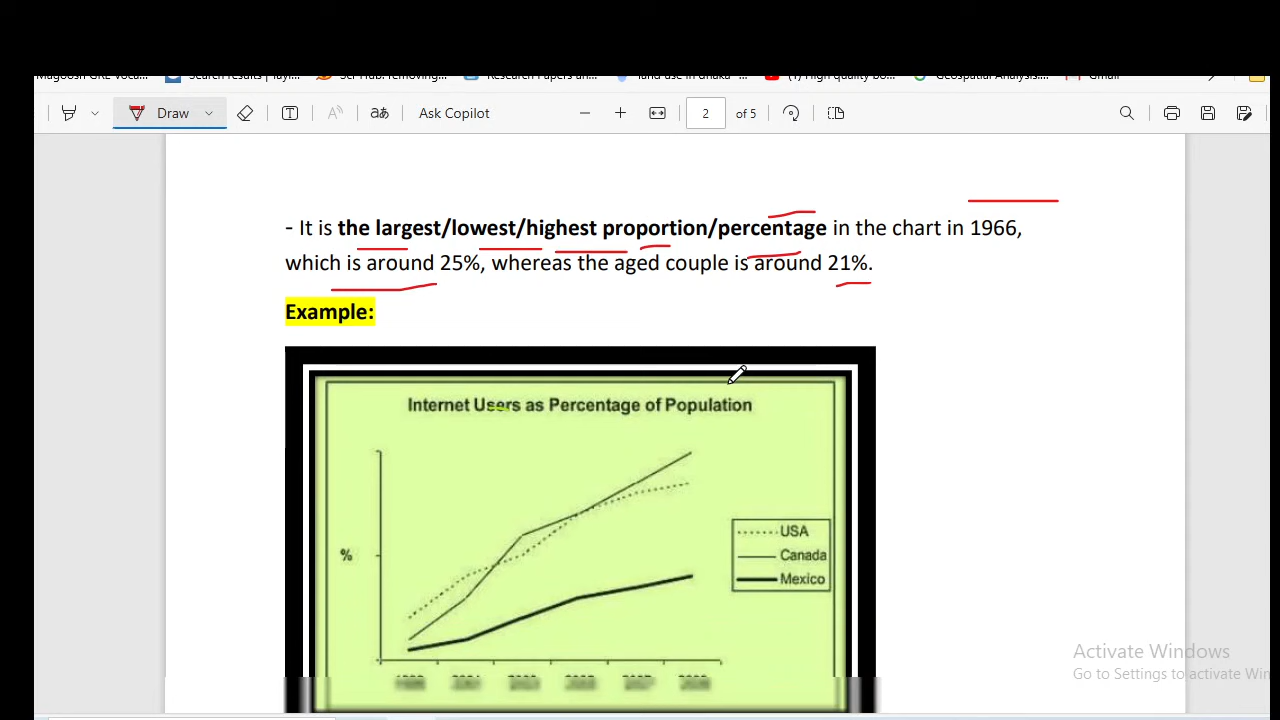 Draw
Ask Copilot
2 of 5
- It is the largest/lowest/highest proportion/percentage in the chart in 1966,
which is around 25%, whereas the aged couple is around 21%.
Example:
Internet Users as Percentage of Population
%
USA
Canada
Mexico
Activate Windows
Go to Settings to activate Win